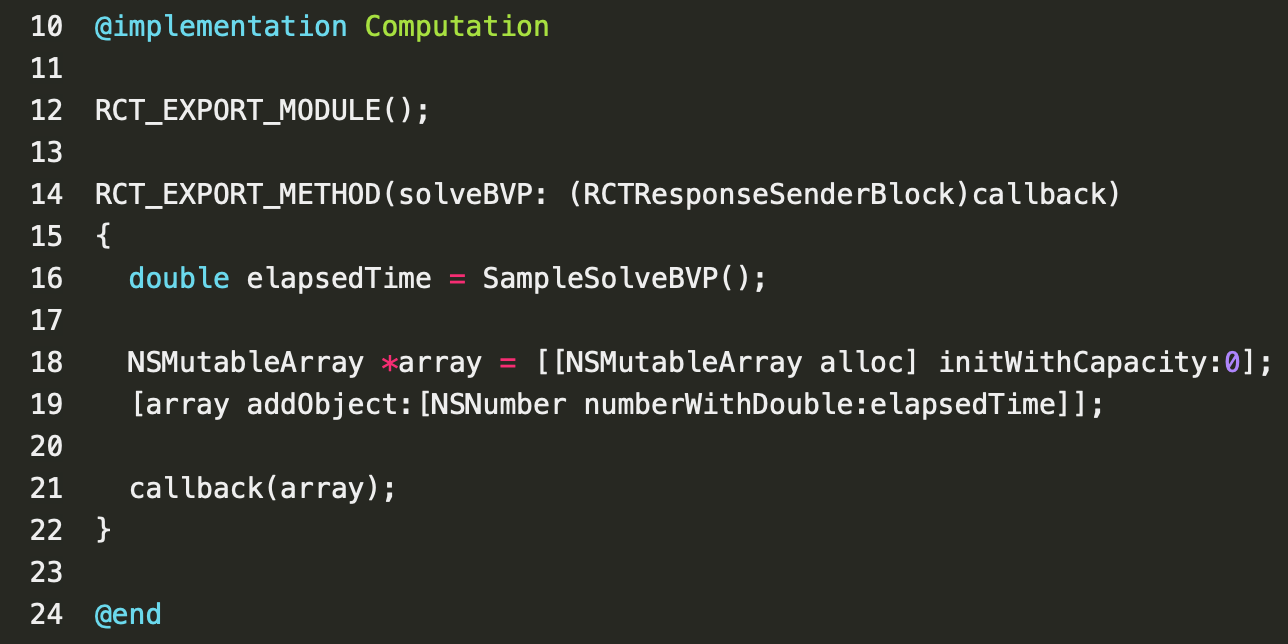 10 @implementation Computation
11
12 RCT_EXPORT_MODULE();
13
14 RCT_EXPORT_METHOD(solveBVP: (RCTResponseSenderBlock)callback)
15 {
16   double elapsedTime = SampleSolveBVP();
17
18   NSMutableArray *array = [[NSMutableArray alloc] initWithCapacity:0];
19   [array addObject:[NSNumber numberWithDouble:elapsedTime]];
20
21   callback(array);
22 }
23
24 @end